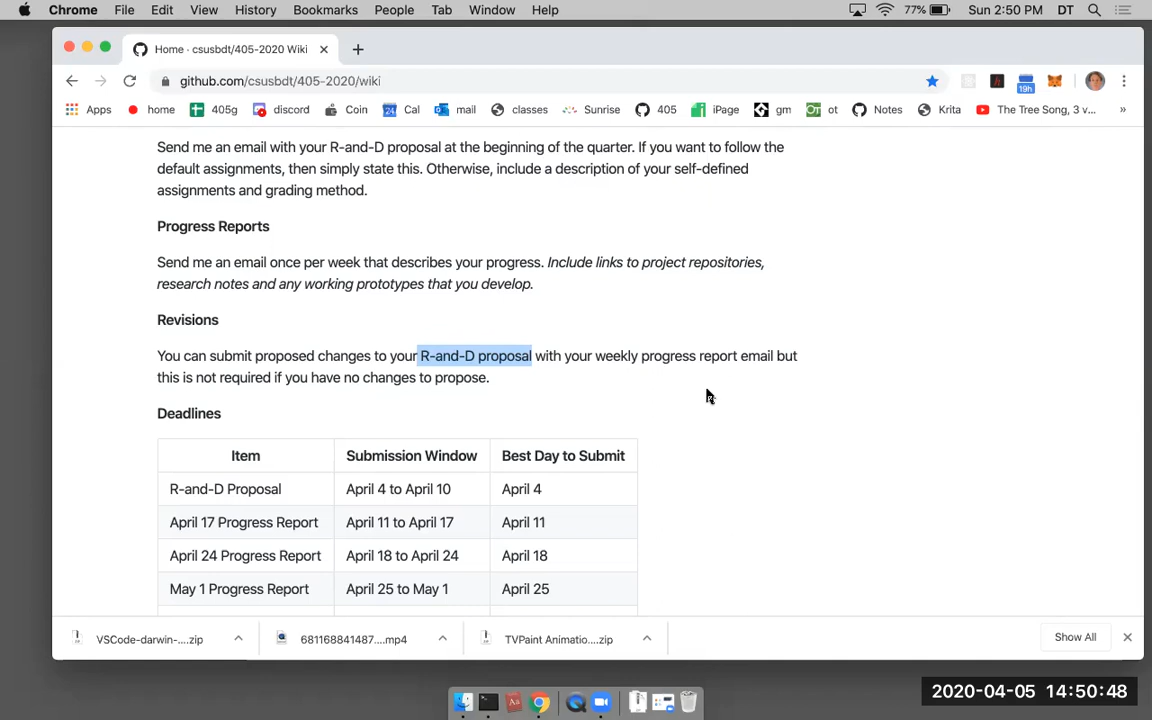 Chrome File Edit View History Bookmarks People Tab Window Help 77% Sun 2:50 PM DT
Home · csusbdt/405-2020 Wiki
github.com/csusbdt/405-2020/wiki
Apps home 405g discord Coin 24 Cal mail classes Sunrise 405 iPage gm ot Notes Krita The Tree Song, 3 v... »
19h
Send me an email with your R-and-D proposal at the beginning of the quarter. If you want to follow the
default assignments, then simply state this. Otherwise, include a description of your self-defined
assignments and grading method.
Progress Reports
Send me an email once per week that describes your progress. Include links to project repositories,
research notes and any working prototypes that you develop.
Revisions
You can submit proposed changes to your R-and-D proposal with your weekly progress report email but
this is not required if you have no changes to propose.
Deadlines
Item Submission Window Best Day to Submit
R-and-D Proposal April 4 to April 10 April 4
April 17 Progress Report April 11 to April 17 April 11
April 24 Progress Report April 18 to April 24 April 18
May 1 Progress Report April 25 to May 1 April 25
VSCode-darwin-....zip 681168841487....mp4 TVPaint Animatio....zip Show All
2020-04-05 14:50:48